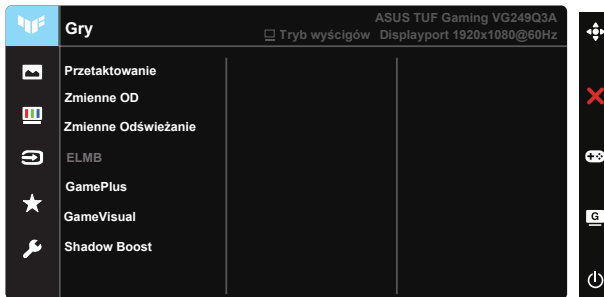 Gry
ASUS TUF Gaming VG249Q3A
Tryb wyścigów Displayport 1920x1080@60Hz
Przetaktowanie
Zmienne OD
Zmienne Odświeżanie
ELMB
GamePlus
GameVisual
Shadow Boost
G